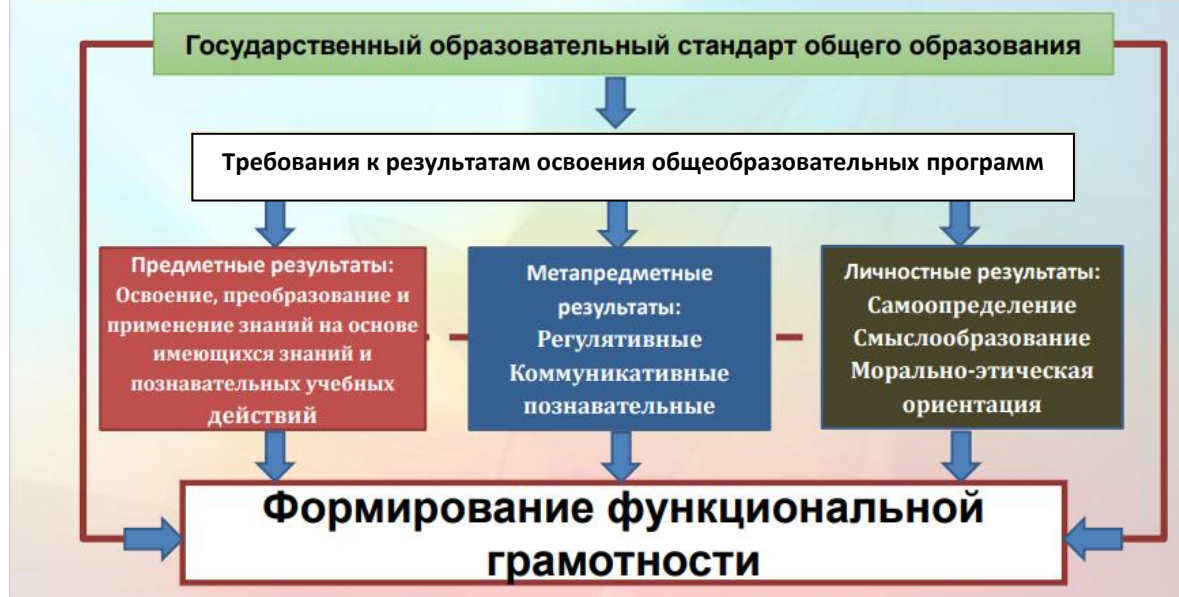 Государственный образовательный стандарт общего образования
Требования к результатам освоения общеобразовательных программ
Предметные результаты:
Освоение, преобразование и
применение знаний на основе
имеющихся знаний и
познавательных учебных
действий
Метапредметные
результаты:
Регулятивные
Коммуникативные
познавательные
Личностные результаты:
Самоопределение
Смыслообразование
Морально-этическая
ориентация
Формирование функциональной
грамотности